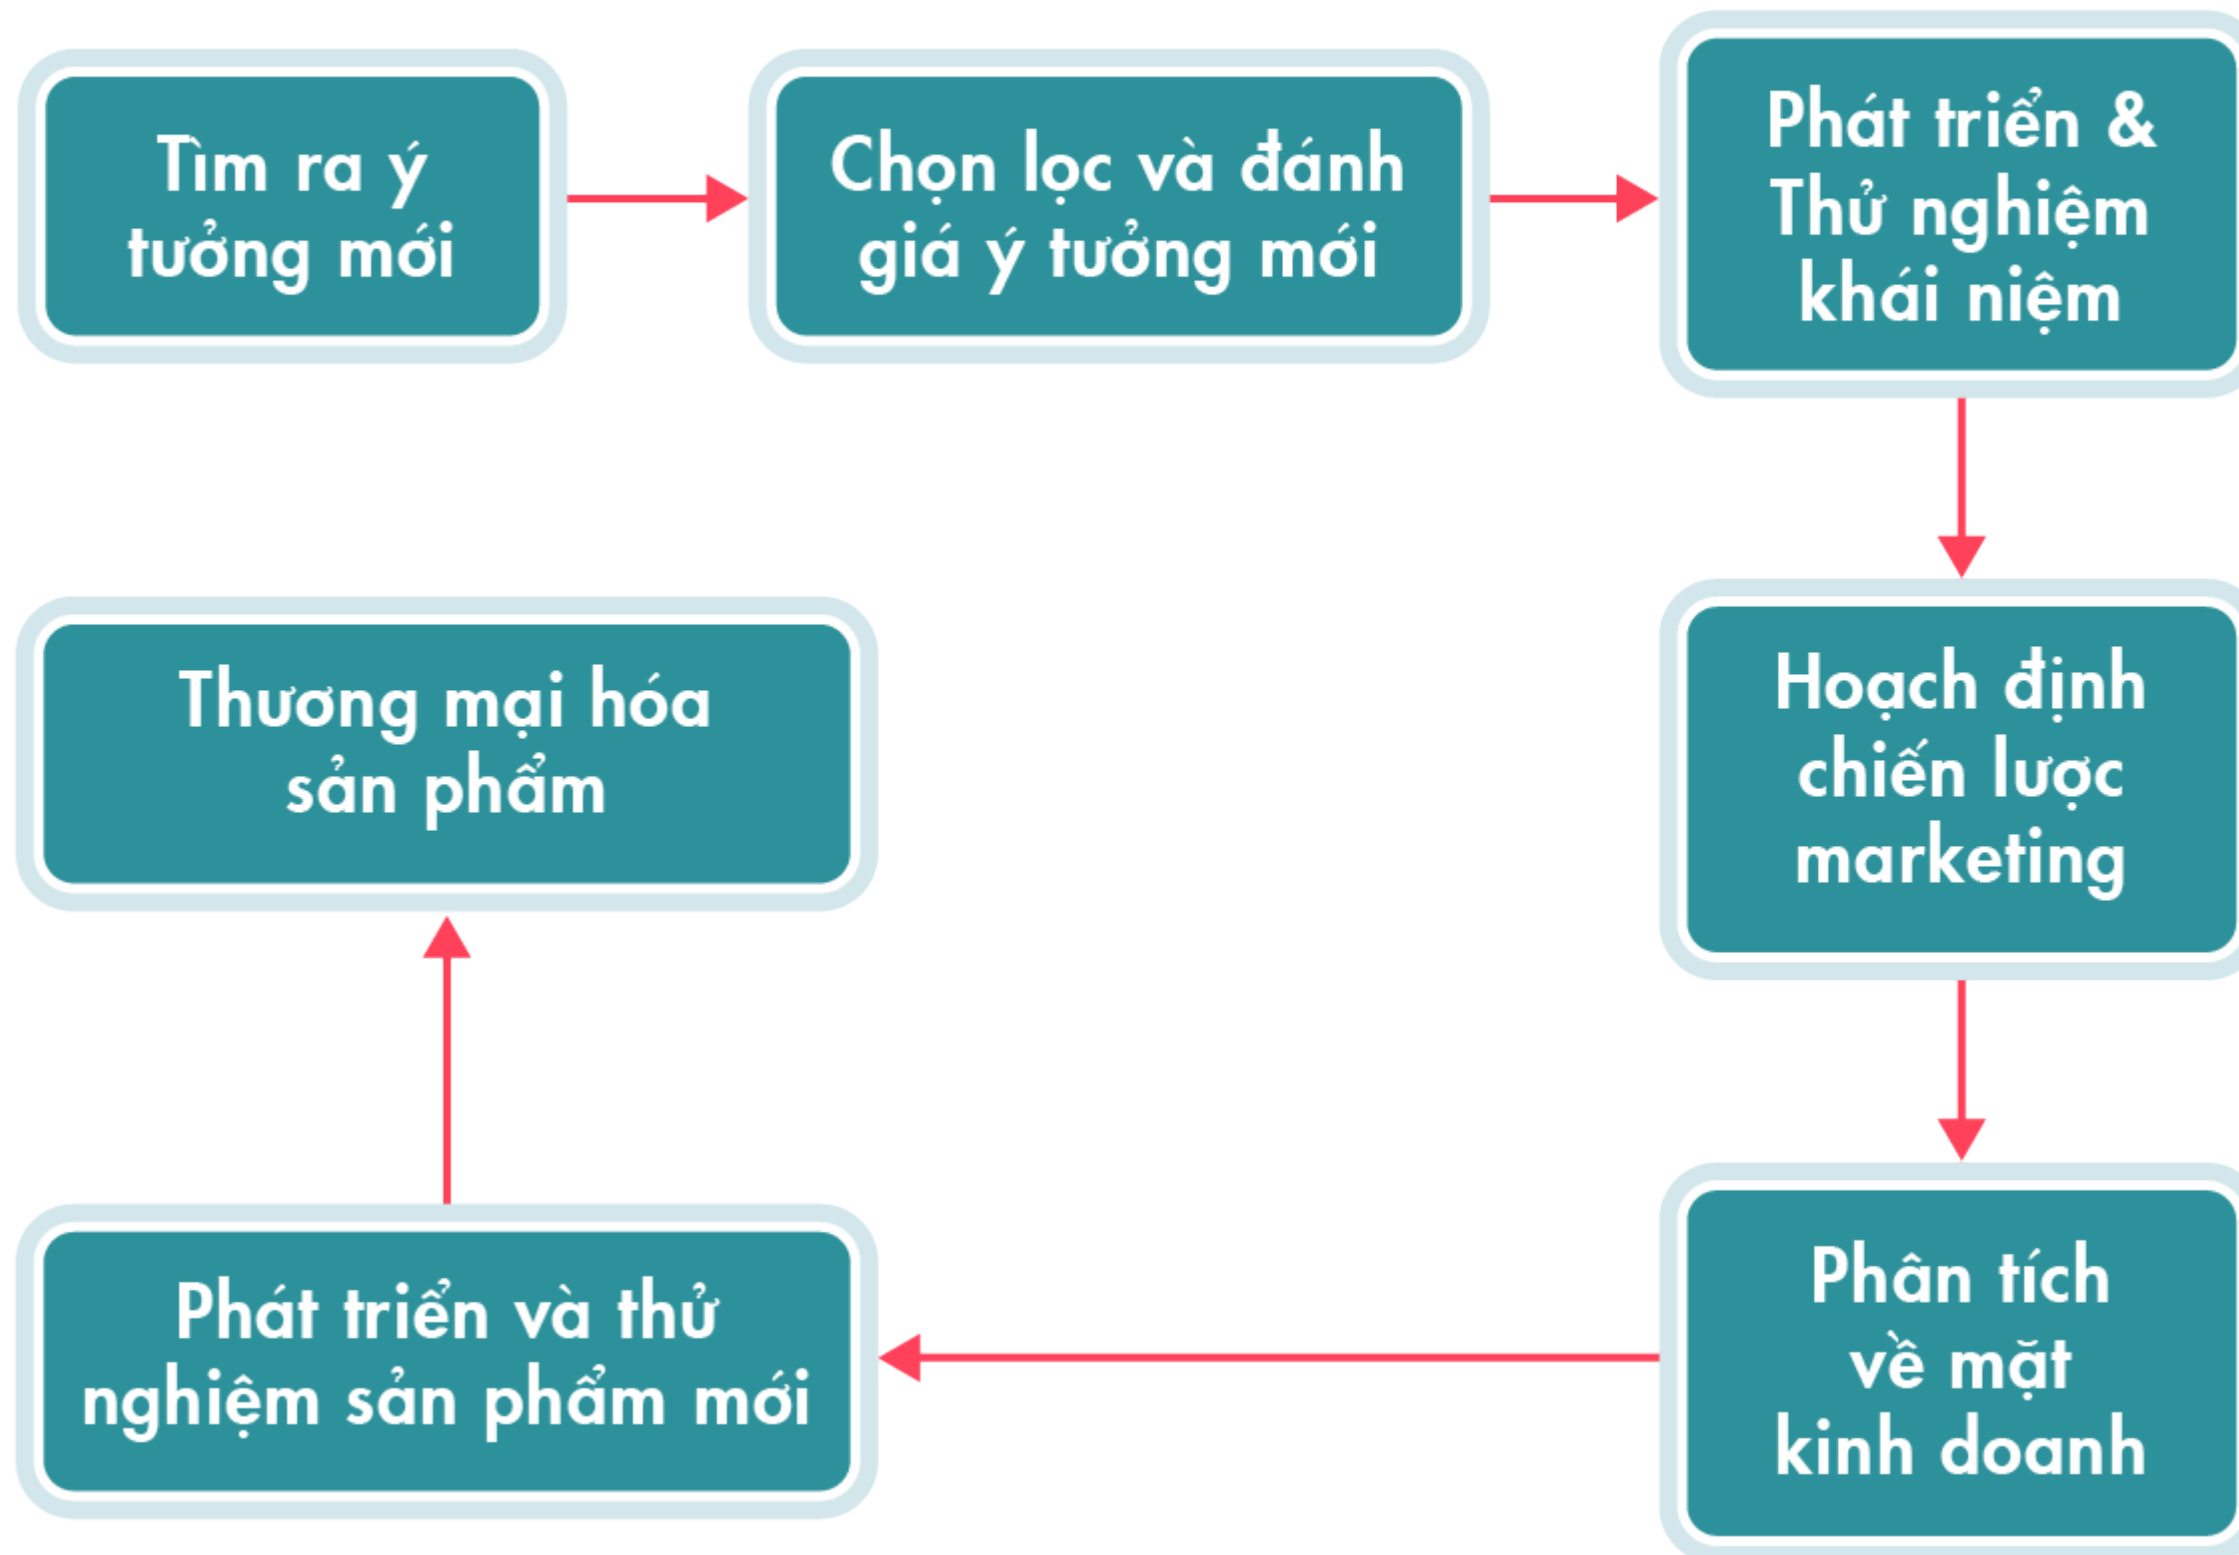 Tìm ra ý
tưởng mới
Chọn lọc và đánh
giá ý tưởng mới
Phát triển &
Thử nghiệm
khái niệm
Hoạch định
chiến lược
marketing
Phân tích
về mặt
kinh doanh
Phát triển và thử
nghiệm sản phẩm mới
Thương mại hóa
sản phẩm